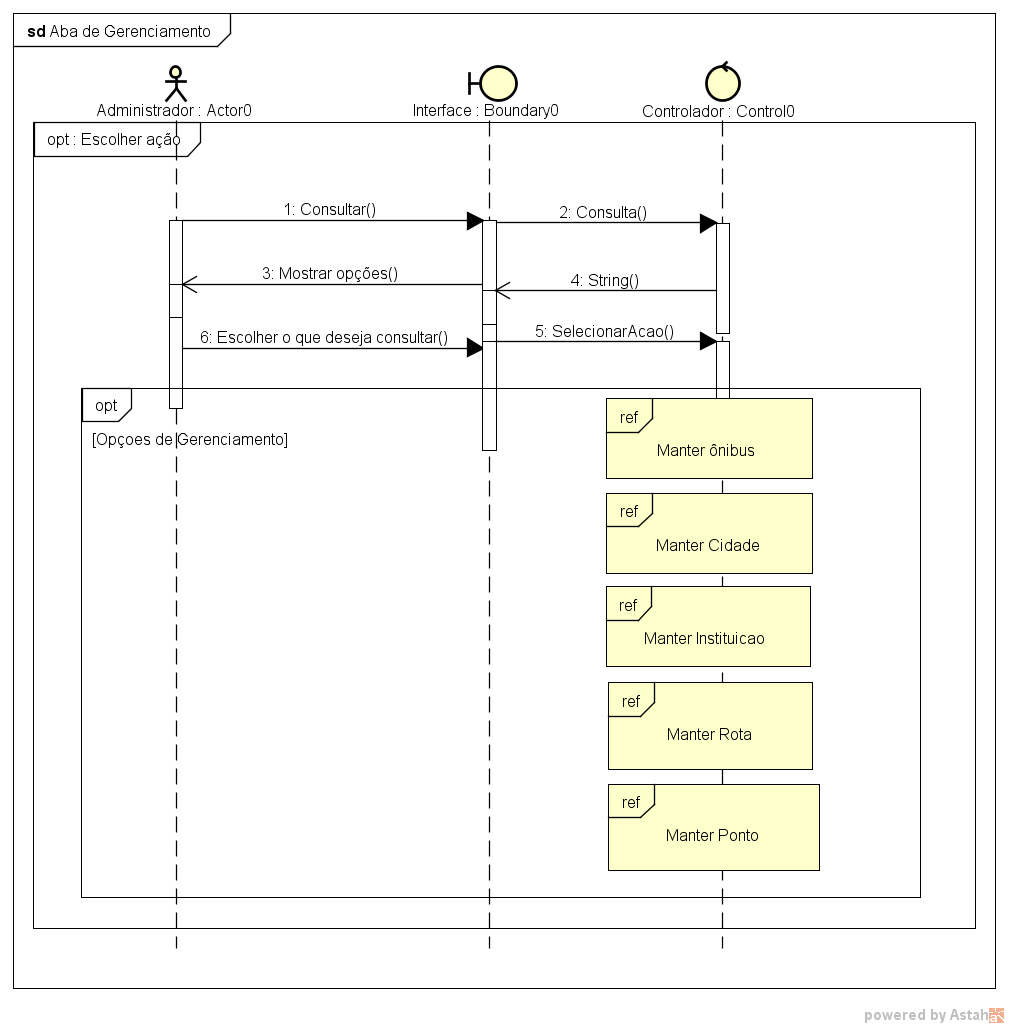 sd Aba de Gerenciamento
Administrador : Actor0
Interface : Boundary0
Controlador : Control0
opt : Escolher ação
1: Consultar()
2: Consulta()
3: Mostrar opções()
4: String()
6: Escolher o que deseja consultar()
5: SelecionarAcao()
opt
[Opçoes de Gerenciamento]
ref
Manter ônibus
ref
Manter Cidade
ref
Manter Instituicao
ref
Manter Rota
ref
Manter Ponto
powered by Astah